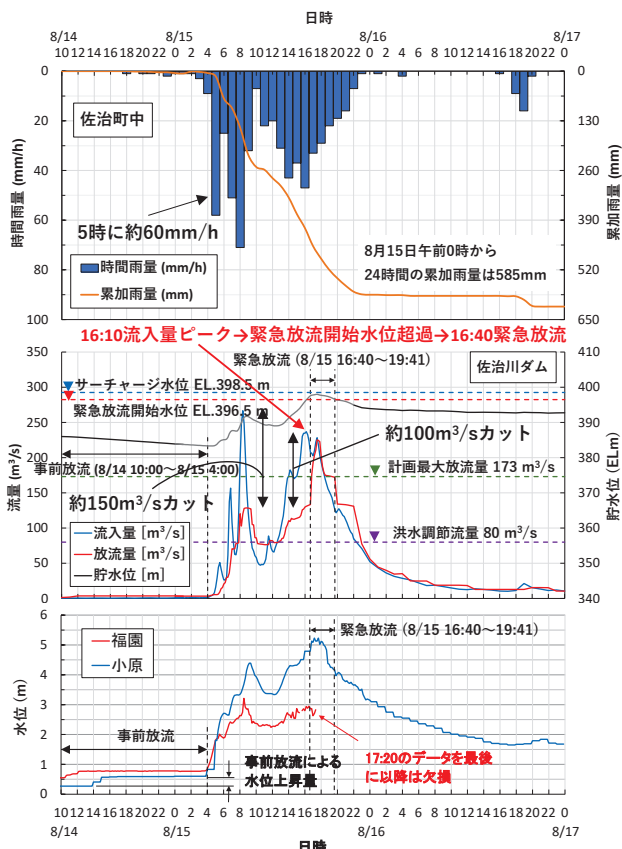 日時
8/14 8/15 8/16 8/17
10 12 14 16 18 20 22 0 2 4 6 8 10 12 14 16 18 20 22 0 2 4 6 8 10 12 14 16 18 20 22 0
時間雨量 (mm/h)
0
20
40
60
80
100
佐治町中
5時に約60mm/h
時間雨量 (mm/h)
累加雨量 (mm)
8月15日午前0時から
24時間の累加雨量は585mm
0
130
260
390
520
650
累加雨量 (mm)
16:10流入量ピーク→緊急放流開始水位超過→16:40緊急放流
流量 (m³/s)
350
300
250
200
150
100
50
0
緊急放流 (8/15 16:40～19:41)
佐治川ダム
サーチャージ水位 EL.398.5 m
緊急放流開始水位 EL.396.5 m
約100m³/sカット
事前放流 (8/14 10:00～8/15 4:00)
計画最大放流量 173 m³/s
約150m³/sカット
洪水調節流量 80 m³/s
流入量 [m³/s]
放流量 [m³/s]
貯水位 [m]
410
400
390
380
370
360
350
340
貯水位 (ELm)
水位 (m)
6
5
4
3
2
1
0
福園
小原
緊急放流 (8/15 16:40～19:41)
事前放流
事前放流による
水位上昇量
17:20のデータを最後
に以降は欠損
10 12 14 16 18 20 22 0 2 4 6 8 10 12 14 16 18 20 22 0 2 4 6 8 10 12 14 16 18 20 22 0
8/14 8/15 8/16 8/17
日時